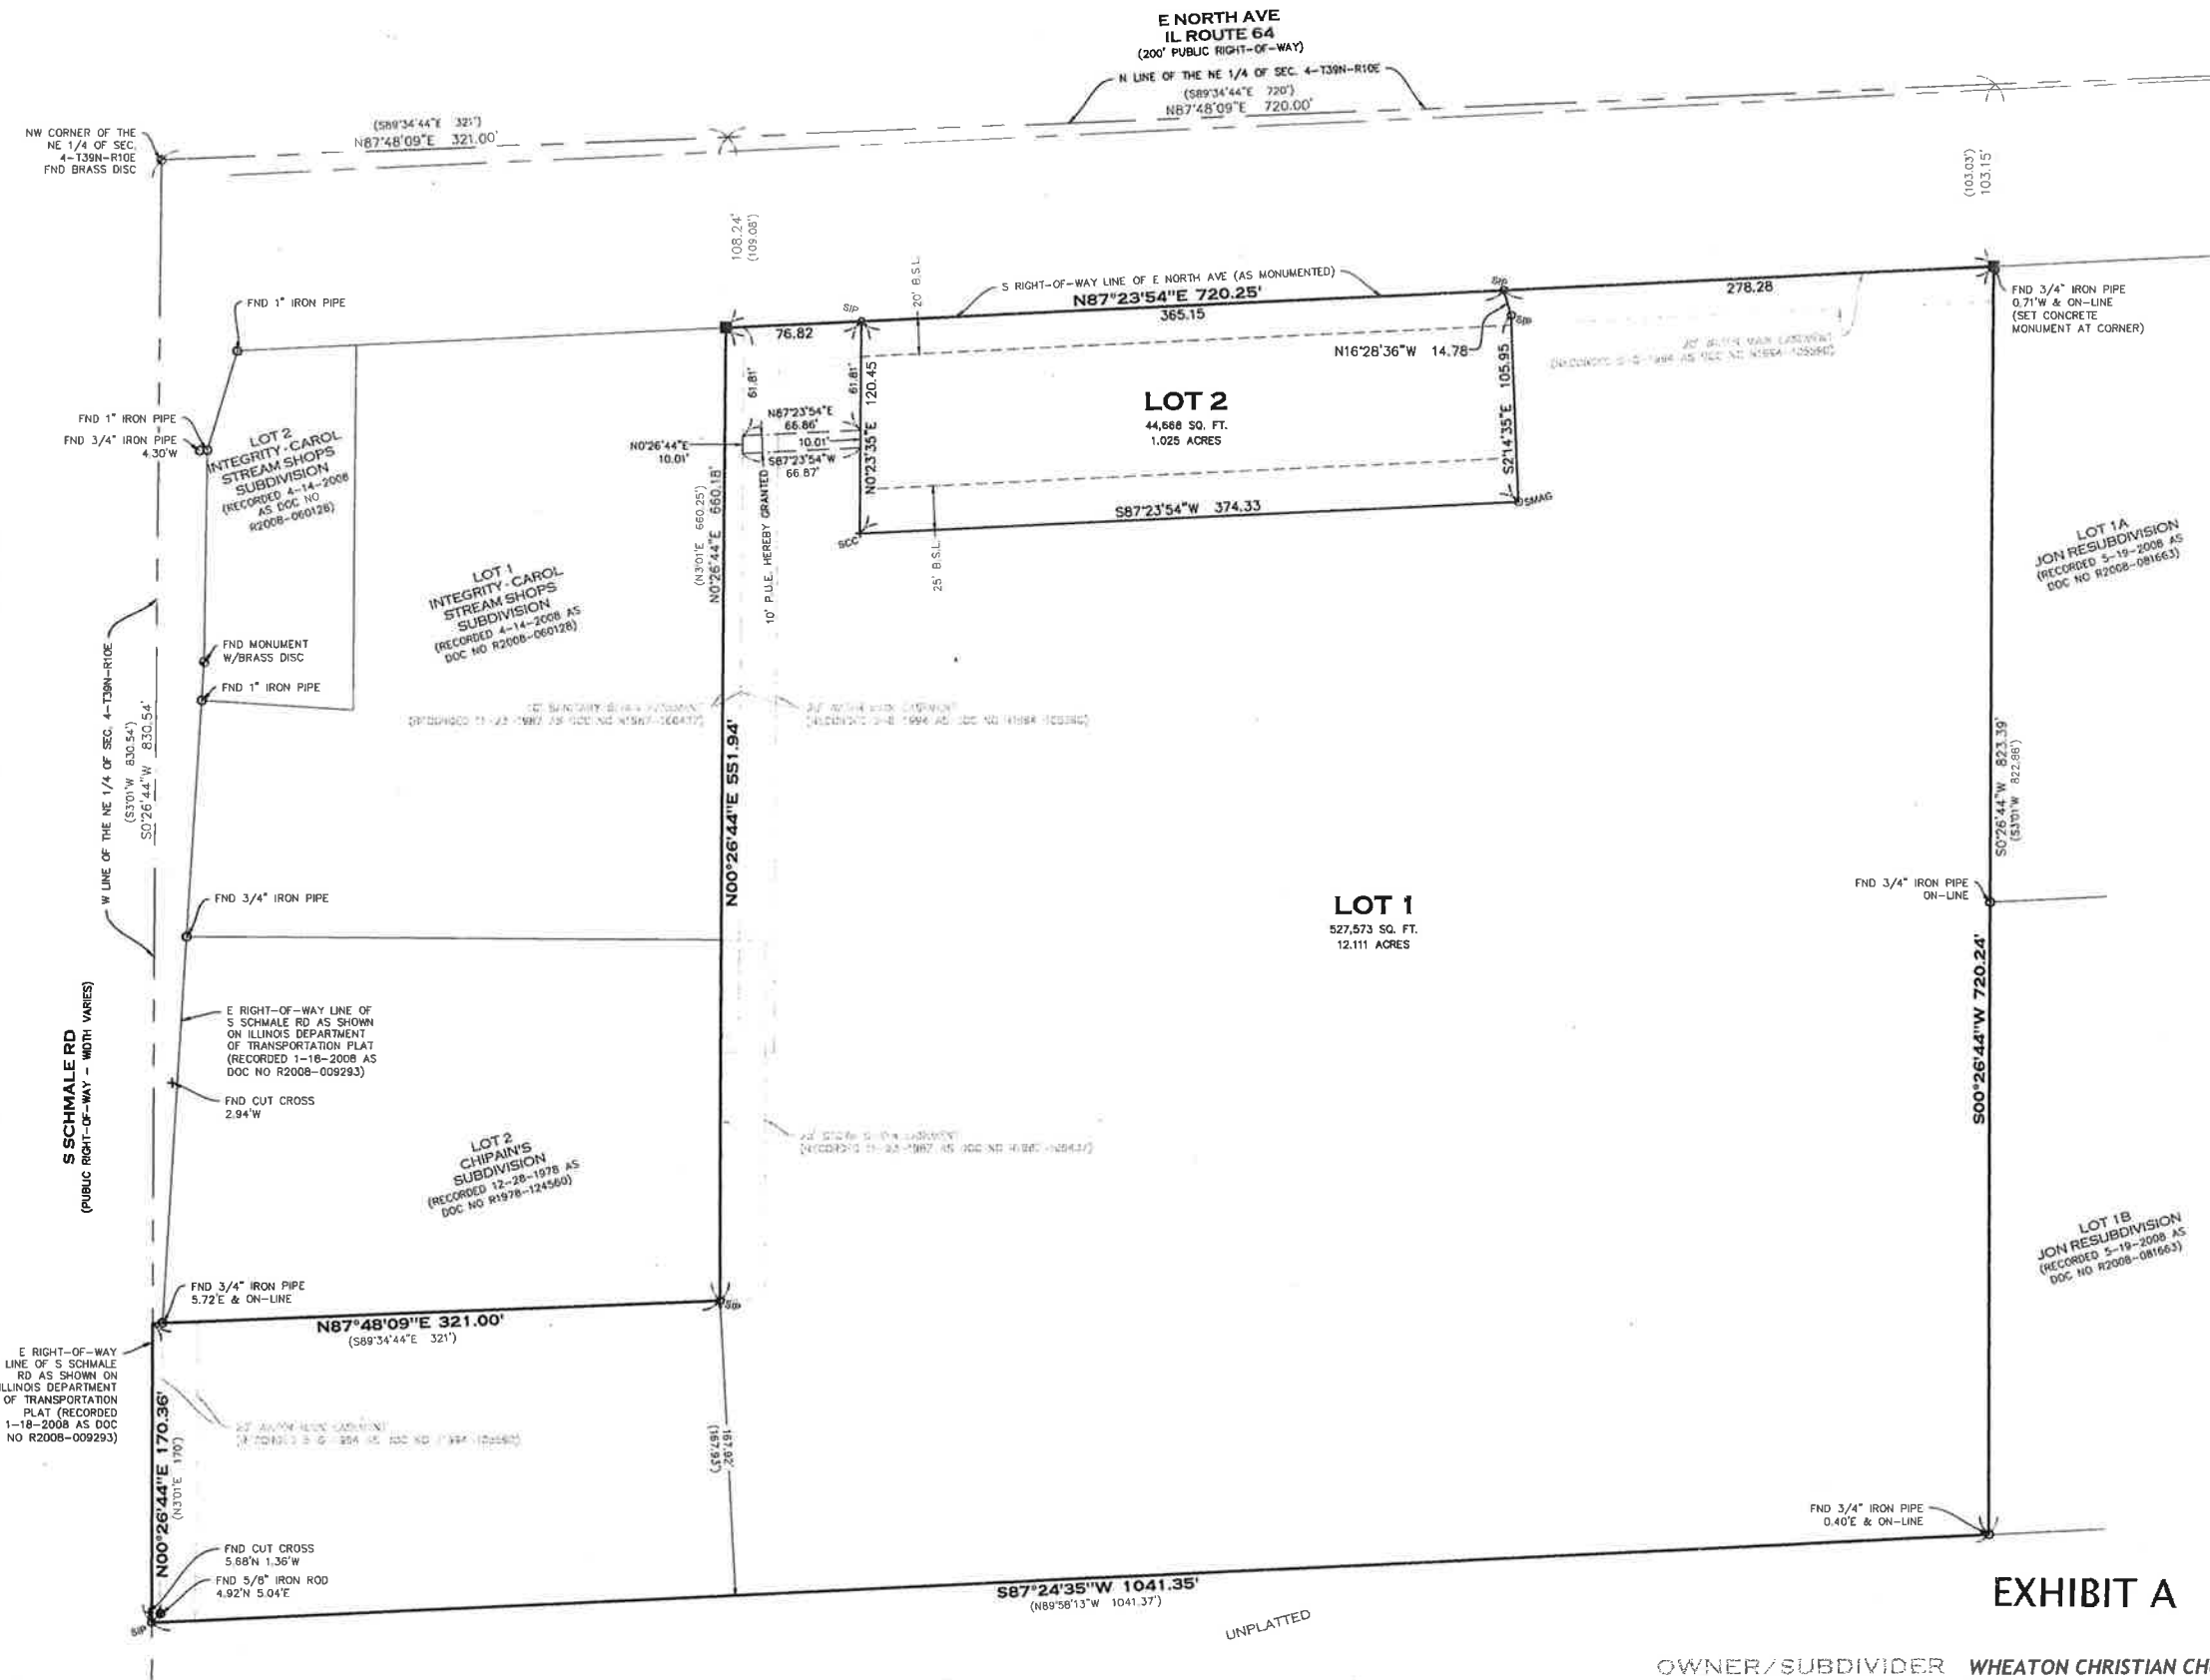 E NORTH AVE
IL ROUTE 64
(200' PUBLIC RIGHT-OF-WAY)
N LINE OF THE NE 1/4 OF SEC. 4-T39N-R10E
(S89°34'44"E 720')
N87°48'09"E 720.00'
(S89°34'44"E 321')
N87°48'09"E 321.00'
NW CORNER OF THE
NE 1/4 OF SEC.
4-T39N-R10E
FND BRASS DISC
(103.03')
103.15'
108.24'
(109.08')
S RIGHT-OF-WAY LINE OF E NORTH AVE (AS MONUMENTED)
N87°23'54"E 720.25'
76.82
365.15
278.28
SIP
SIP
SIP
20' B.S.L.
FND 3/4" IRON PIPE
0.71'W & ON-LINE
(SET CONCRETE
MONUMENT AT CORNER)
FND 1" IRON PIPE
N16°28'36"W 14.78
FND 1" IRON PIPE
FND 3/4" IRON PIPE
4.30'W
LOT 2
INTEGRITY-CAROL
STREAM SHOPS
SUBDIVISION
(RECORDED 4-14-2008
AS DOC NO
R2008-060128)
61.81'
61.81'
N0°23'35"E 120.45
N87°23'54"E
66.86'
10.01'
S87°23'54"W
66.87'
N0°26'44"E
10.01'
LOT 2
44,668 SQ. FT.
1.025 ACRES
S2°14'35"E 105.95
S87°23'54"W 374.33
SMAG
SCC
25' B.S.L.
10' P.U.E. HEREBY GRANTED
(N3°01'E 660.25')
N0°26'44"E 660.18'
LOT 1
INTEGRITY-CAROL
STREAM SHOPS
SUBDIVISION
(RECORDED 4-14-2008 AS
DOC NO R2008-060128)
LOT 1A
JON RESUBDIVISION
(RECORDED 5-19-2008 AS
DOC NO R2008-081663)
FND MONUMENT
W/BRASS DISC
FND 1" IRON PIPE
W LINE OF THE NE 1/4 OF SEC. 4-T39N-R10E
(S3°01'W 830.54')
S0°26'44"W 830.54'
N00°26'44"E 551.94'
S0°26'44"W 823.39'
(S3°01'W 822.88')
FND 3/4" IRON PIPE
LOT 1
527,573 SQ. FT.
12.111 ACRES
FND 3/4" IRON PIPE
ON-LINE
S00°26'44"W 720.24'
S SCHMALE RD
(PUBLIC RIGHT-OF-WAY - WIDTH VARIES)
E RIGHT-OF-WAY LINE OF
S SCHMALE RD AS SHOWN
ON ILLINOIS DEPARTMENT
OF TRANSPORTATION PLAT
(RECORDED 1-18-2008 AS
DOC NO R2008-009293)
FND CUT CROSS
2.94'W
LOT 2
CHIPAIN'S
SUBDIVISION
(RECORDED 12-28-1978 AS
DOC NO R1978-124560)
LOT 1B
JON RESUBDIVISION
(RECORDED 5-19-2008 AS
DOC NO R2008-081663)
FND 3/4" IRON PIPE
5.72'E & ON-LINE
SIP
N87°48'09"E 321.00'
(S89°34'44"E 321')
E RIGHT-OF-WAY
LINE OF S SCHMALE
RD AS SHOWN ON
ILLINOIS DEPARTMENT
OF TRANSPORTATION
PLAT (RECORDED
1-18-2008 AS DOC
NO R2008-009293)
N00°26'44"E 170.36'
(N3°01'E 170')
167.92'
(167.93')
FND CUT CROSS
5.68'N 1.36'W
FND 5/8" IRON ROD
4.92'N 5.04'E
SIP
FND 3/4" IRON PIPE
0.40'E & ON-LINE
S87°24'35"W 1041.35'
(N89°58'13"W 1041.37')
UNPLATTED
EXHIBIT A
OWNER/SUBDIVIDER WHEATON CHRISTIAN CH